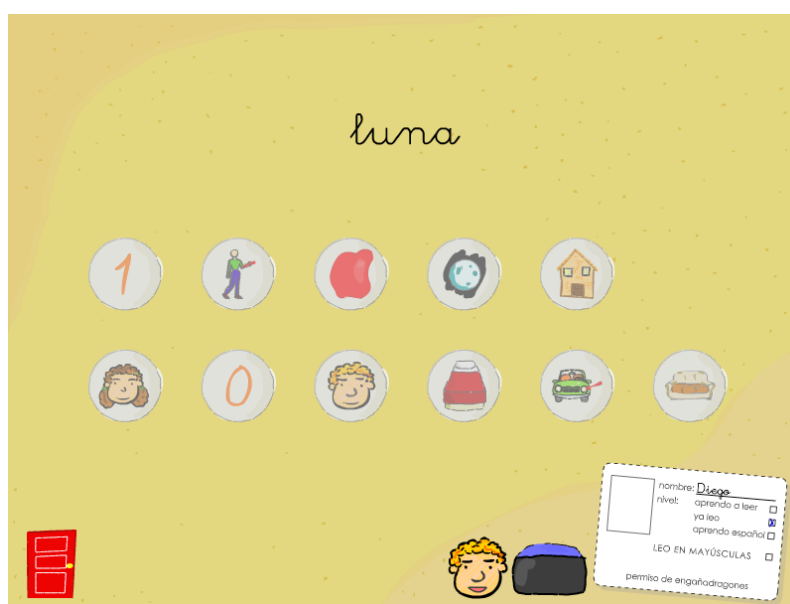 luna
1
0
nombre: Diego
nivel:
aprendo a leer
ya leo
aprendo español
LEO EN MAYÚSCULAS
permiso de engañadragones